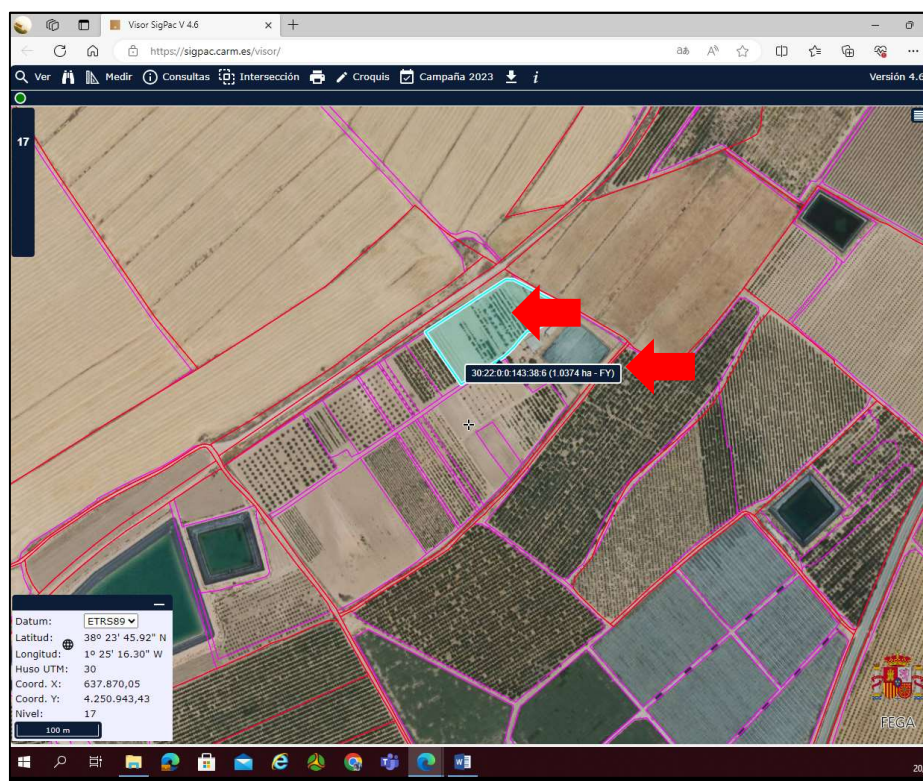 Visor SigPac V 4.6
https://sigpac.carm.es/visor/
Ver Medir Consultas Intersección Croquis Campaña 2023 i Versión 4.6
17
30:22:0:0:143:38:6 (1.0374 ha - FY)
Datum: ETRS89
Latitud: 38º 23' 45.92" N
Longitud: 1º 25' 16.30" W
Huso UTM: 30
Coord. X: 637.870,05
Coord. Y: 4.250.943,43
Nivel: 17
100 m
FEGA
20